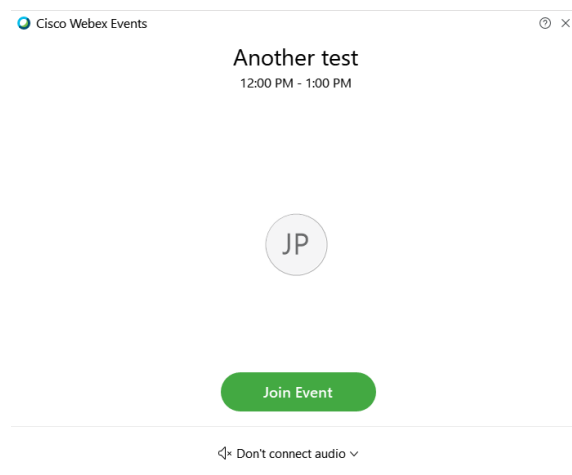 Cisco Webex Events
Another test
12:00 PM - 1:00 PM
JP
Join Event
Don't connect audio